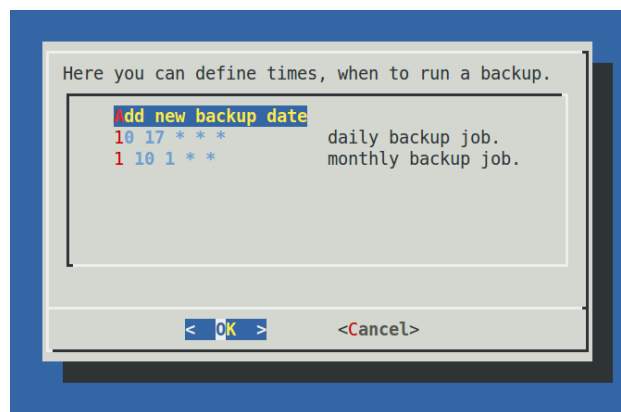 Here you can define times, when to run a backup.
Add new backup date
10 17 * * * daily backup job.
1 10 1 * * monthly backup job.
< OK > <Cancel>